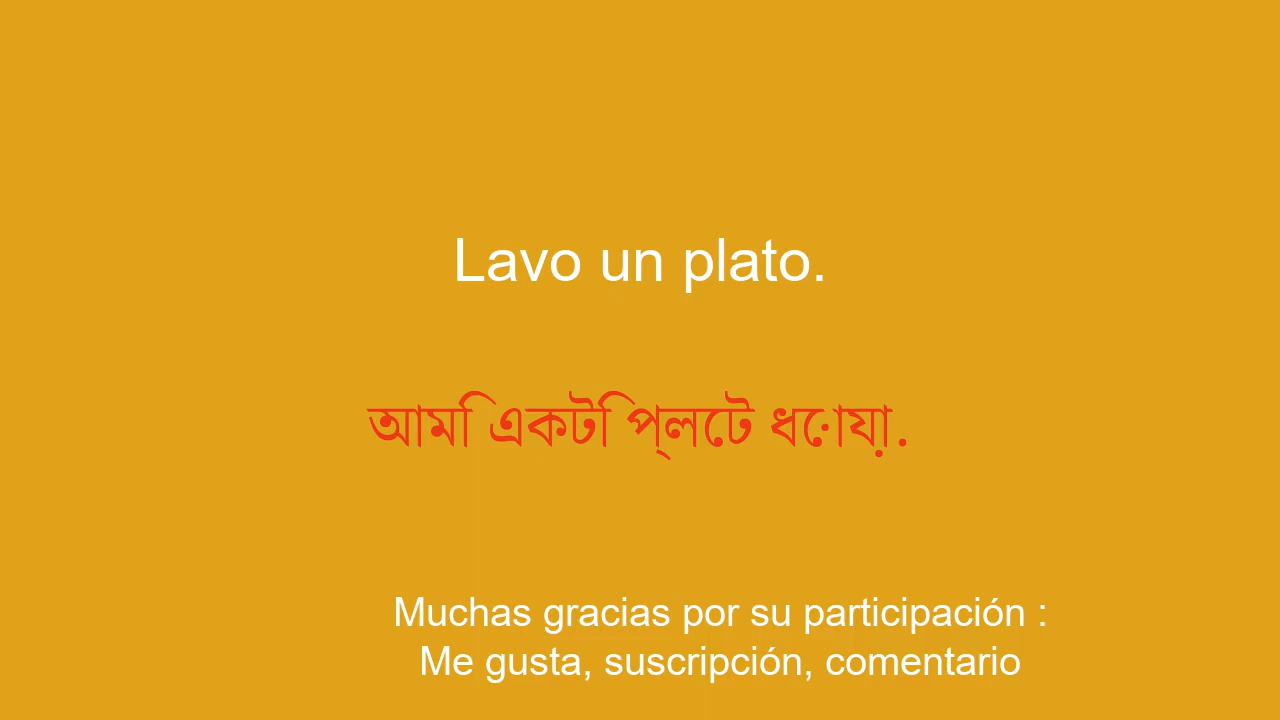 Lavo un plato.
আমি একটি প্লেটে ধোয়া.
Muchas gracias por su participación :
Me gusta, suscripción, comentario